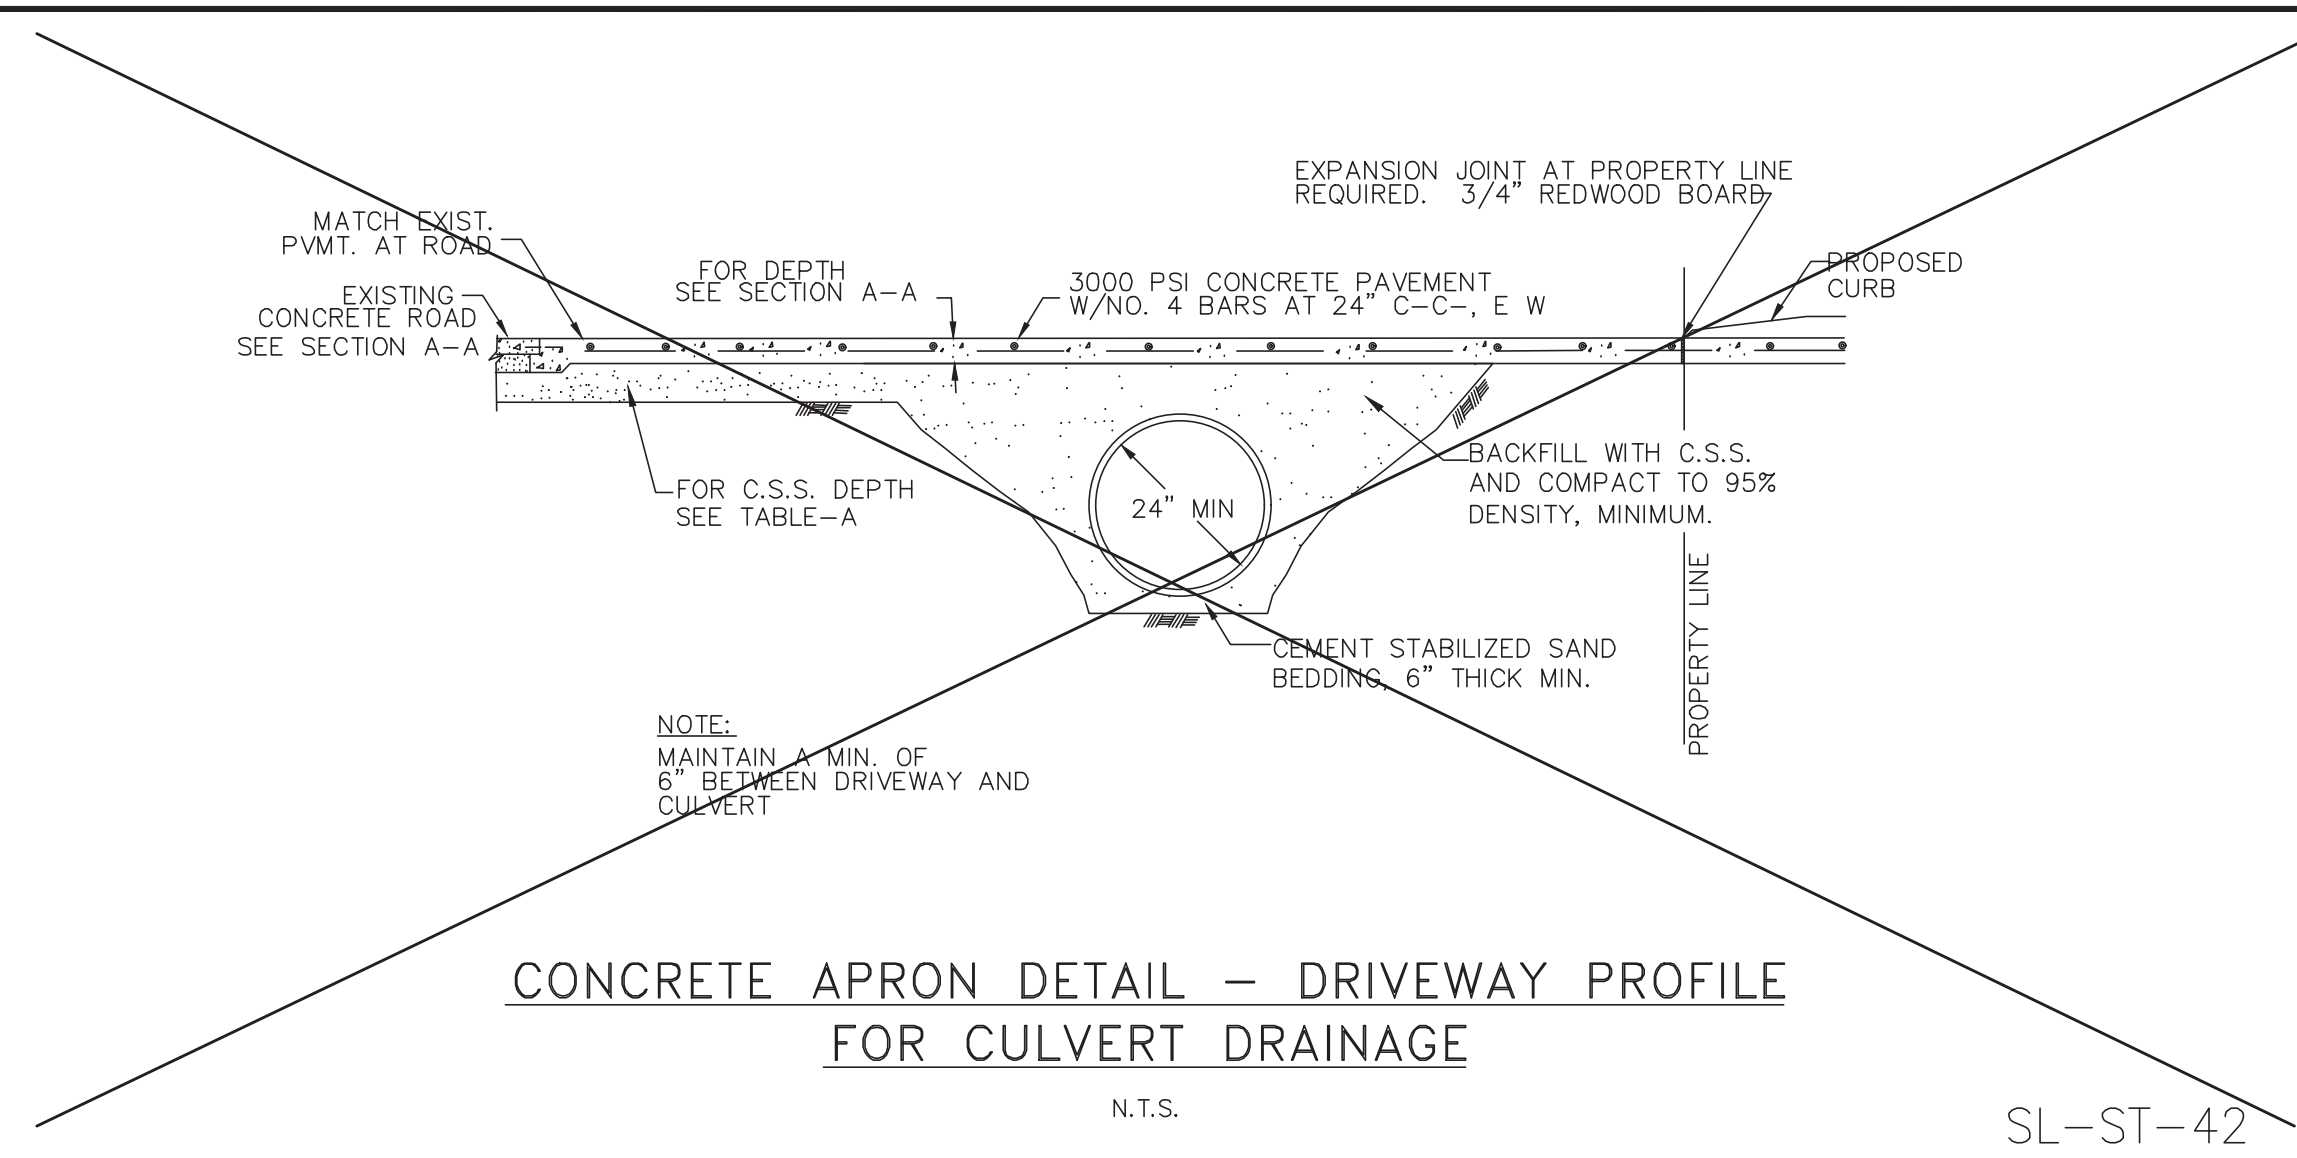 EXPANSION JOINT AT PROPERTY LINE
REQUIRED. 3/4" REDWOOD BOARD
MATCH EXIST.
PVMT. AT ROAD
FOR DEPTH
SEE SECTION A-A
3000 PSI CONCRETE PAVEMENT
W/NO. 4 BARS AT 24" C-C-, E W
PROPOSED
CURB
EXISTING
CONCRETE ROAD
SEE SECTION A-A
BACKFILL WITH C.S.S.
AND COMPACT TO 95%
DENSITY, MINIMUM.
FOR C.S.S. DEPTH
SEE TABLE-A
24" MIN
PROPERTY LINE
CEMENT STABILIZED SAND
BEDDING, 6" THICK MIN.
NOTE:
MAINTAIN A MIN. OF
6" BETWEEN DRIVEWAY AND
CULVERT
CONCRETE APRON DETAIL - DRIVEWAY PROFILE
FOR CULVERT DRAINAGE
N.T.S.
SL-ST-42